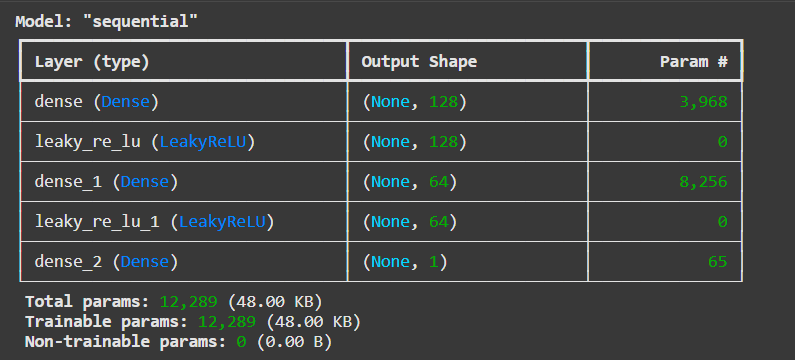 Model: "sequential"
Layer (type) Output Shape Param #
dense (Dense) (None, 128) 3,968
leaky_re_lu (LeakyReLU) (None, 128) 0
dense_1 (Dense) (None, 64) 8,256
leaky_re_lu_1 (LeakyReLU) (None, 64) 0
dense_2 (Dense) (None, 1) 65
Total params: 12,289 (48.00 KB)
Trainable params: 12,289 (48.00 KB)
Non-trainable params: 0 (0.00 B)